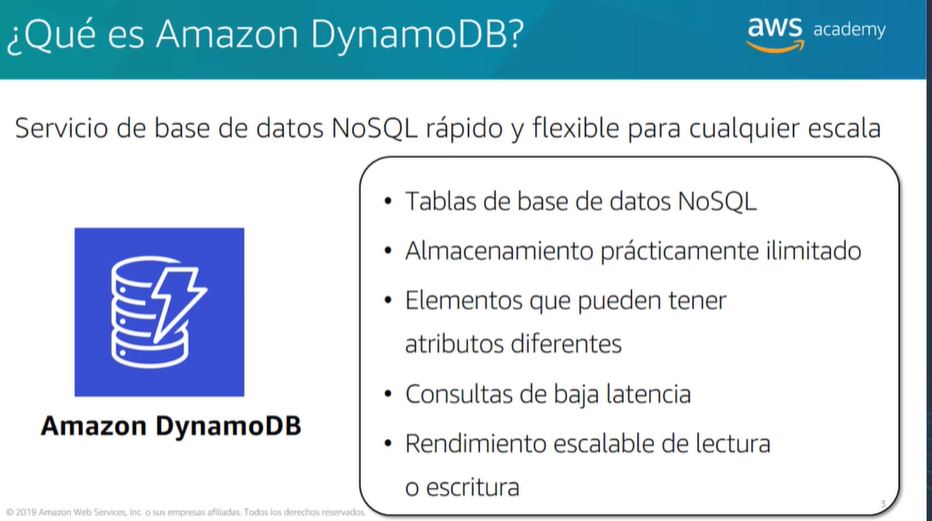 ¿Qué es Amazon DynamoDB?
aws academy
Servicio de base de datos NoSQL rápido y flexible para cualquier escala
• Tablas de base de datos NoSQL
• Almacenamiento prácticamente ilimitado
• Elementos que pueden tener
atributos diferentes
• Consultas de baja latencia
• Rendimiento escalable de lectura
o escritura
Amazon DynamoDB
© 2019 Amazon Web Services, Inc. o sus empresas afiliadas. Todos los derechos reservados.
3